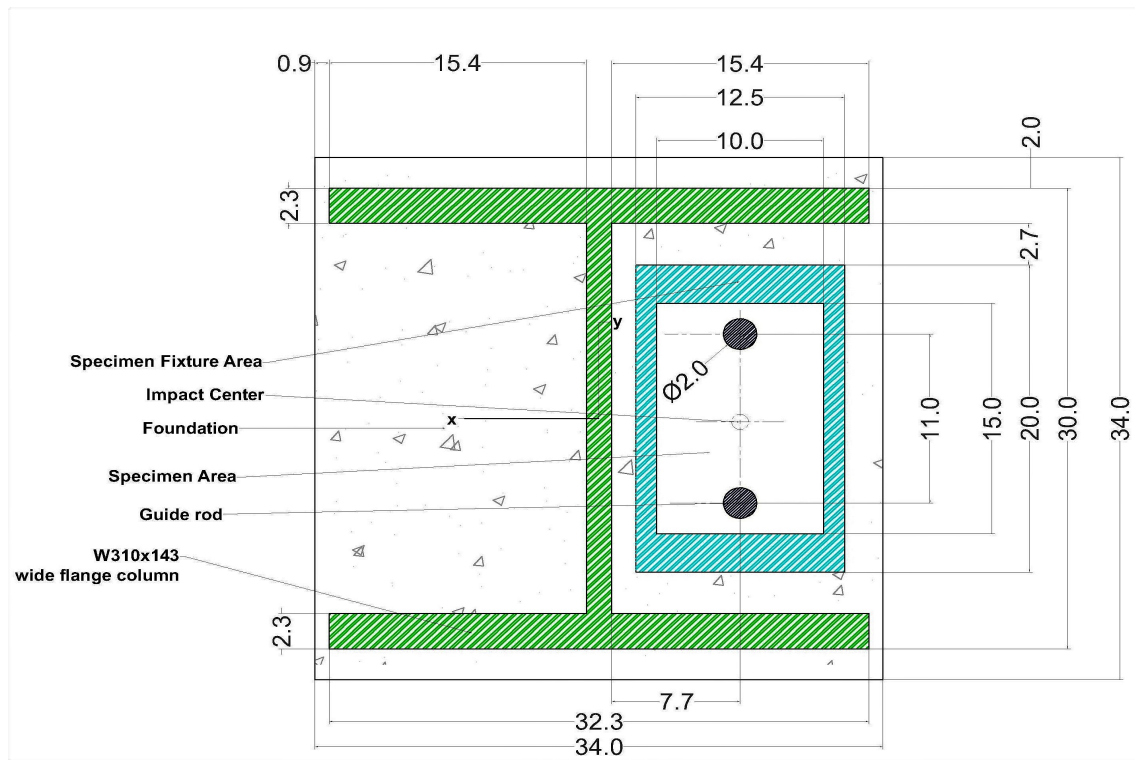 0.9
15.4
15.4
12.5
10.0
2.0
2.3
2.7
y
Specimen Fixture Area
Ø2.0
Impact Center
x
Foundation
11.0
15.0
20.0
30.0
34.0
Specimen Area
Guide rod
W310x143
wide flange column
2.3
7.7
32.3
34.0